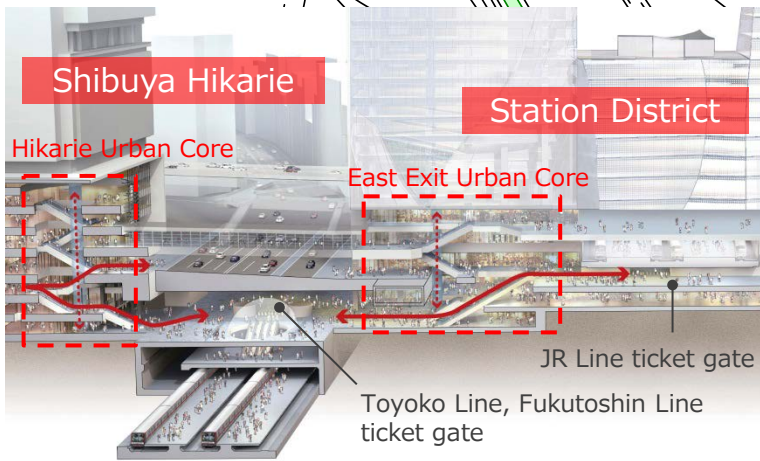 Shibuya Hikarie
Station District
Hikarie Urban Core
East Exit Urban Core
JR Line ticket gate
Toyoko Line, Fukutoshin Line
ticket gate